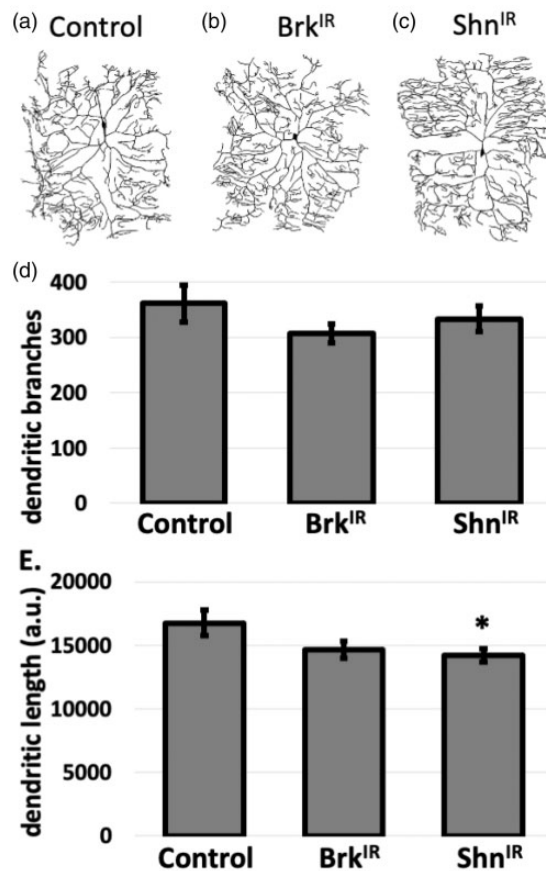 (a) Control (b) Brk^IR (c) Shn^IR
(d)
dendritic branches
400
300
200
100
0
Control Brk^IR Shn^IR
E.
dendritic length (a.u.)
20000
15000
10000
5000
0
*
Control Brk^IR Shn^IR